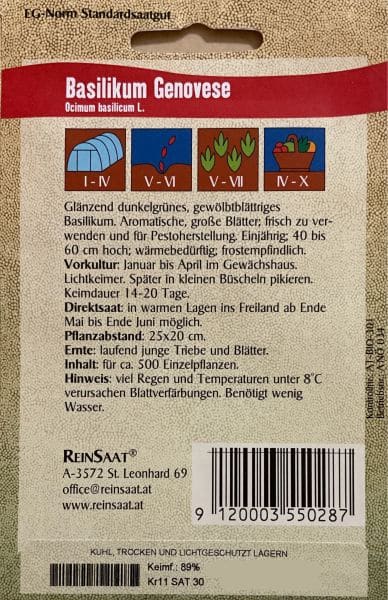 EG-Norm Standardsaatgut
Basilikum Genovese
Ocimum basilicum L.
I - IV
V - VI
V - VII
IV - X
Glänzend dunkelgrünes, gewölbtblättriges
Basilikum. Aromatische, große Blätter; frisch zu ver-
wenden und für Pestoherstellung. Einjährig; 40 bis
60 cm hoch; wärmebedürftig; frostempfindlich.
Vorkultur: Januar bis April im Gewächshaus.
Lichtkeimer. Später in kleinen Büscheln pikieren.
Keimdauer 14-20 Tage.
Direktsaat: in warmen Lagen ins Freiland ab Ende
Mai bis Ende Juni möglich.
Pflanzabstand: 25x20 cm.
Ernte: laufend junge Triebe und Blätter.
Inhalt: für ca. 500 Einzelpflanzen.
Hinweis: viel Regen und Temperaturen unter 8°C
verursachen Blattverfärbungen. Benötigt wenig
Wasser.
Kontrollnr. AT-BIO-301
REINSAAT®
A-3572 St. Leonhard 69
office@reinsaat.at
www.reinsaat.at
9 120003 550287
KÜHL, TROCKEN UND LICHTGESCHÜTZT LAGERN
Keimf.: 89%
Kr11 SAT 30